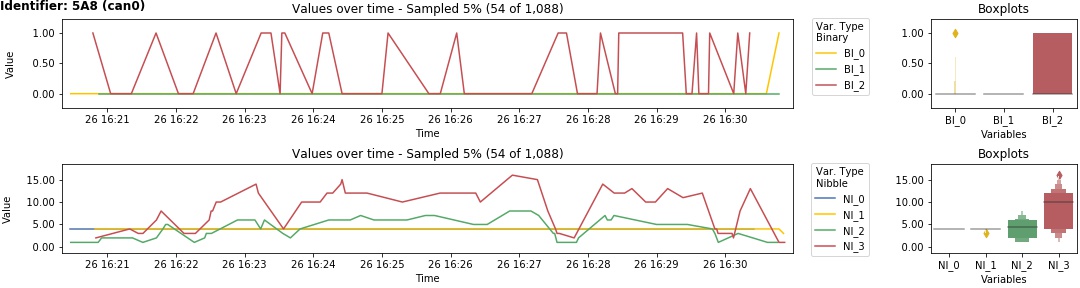 Identifier: 5A8 (can0)
Values over time - Sampled 5% (54 of 1,088)
Boxplots
Value
1.00
0.50
0.00
26 16:21 26 16:22 26 16:23 26 16:24 26 16:25 26 16:26 26 16:27 26 16:28 26 16:29 26 16:30
Time
Var. Type
Binary
BI_0
BI_1
BI_2
1.00
0.50
0.00
BI_0 BI_1 BI_2
Variables
Values over time - Sampled 5% (54 of 1,088)
Boxplots
Value
15.00
10.00
5.00
0.00
26 16:21 26 16:22 26 16:23 26 16:24 26 16:25 26 16:26 26 16:27 26 16:28 26 16:29 26 16:30
Time
Var. Type
Nibble
NI_0
NI_1
NI_2
NI_3
15.00
10.00
5.00
0.00
NI_0 NI_1 NI_2 NI_3
Variables